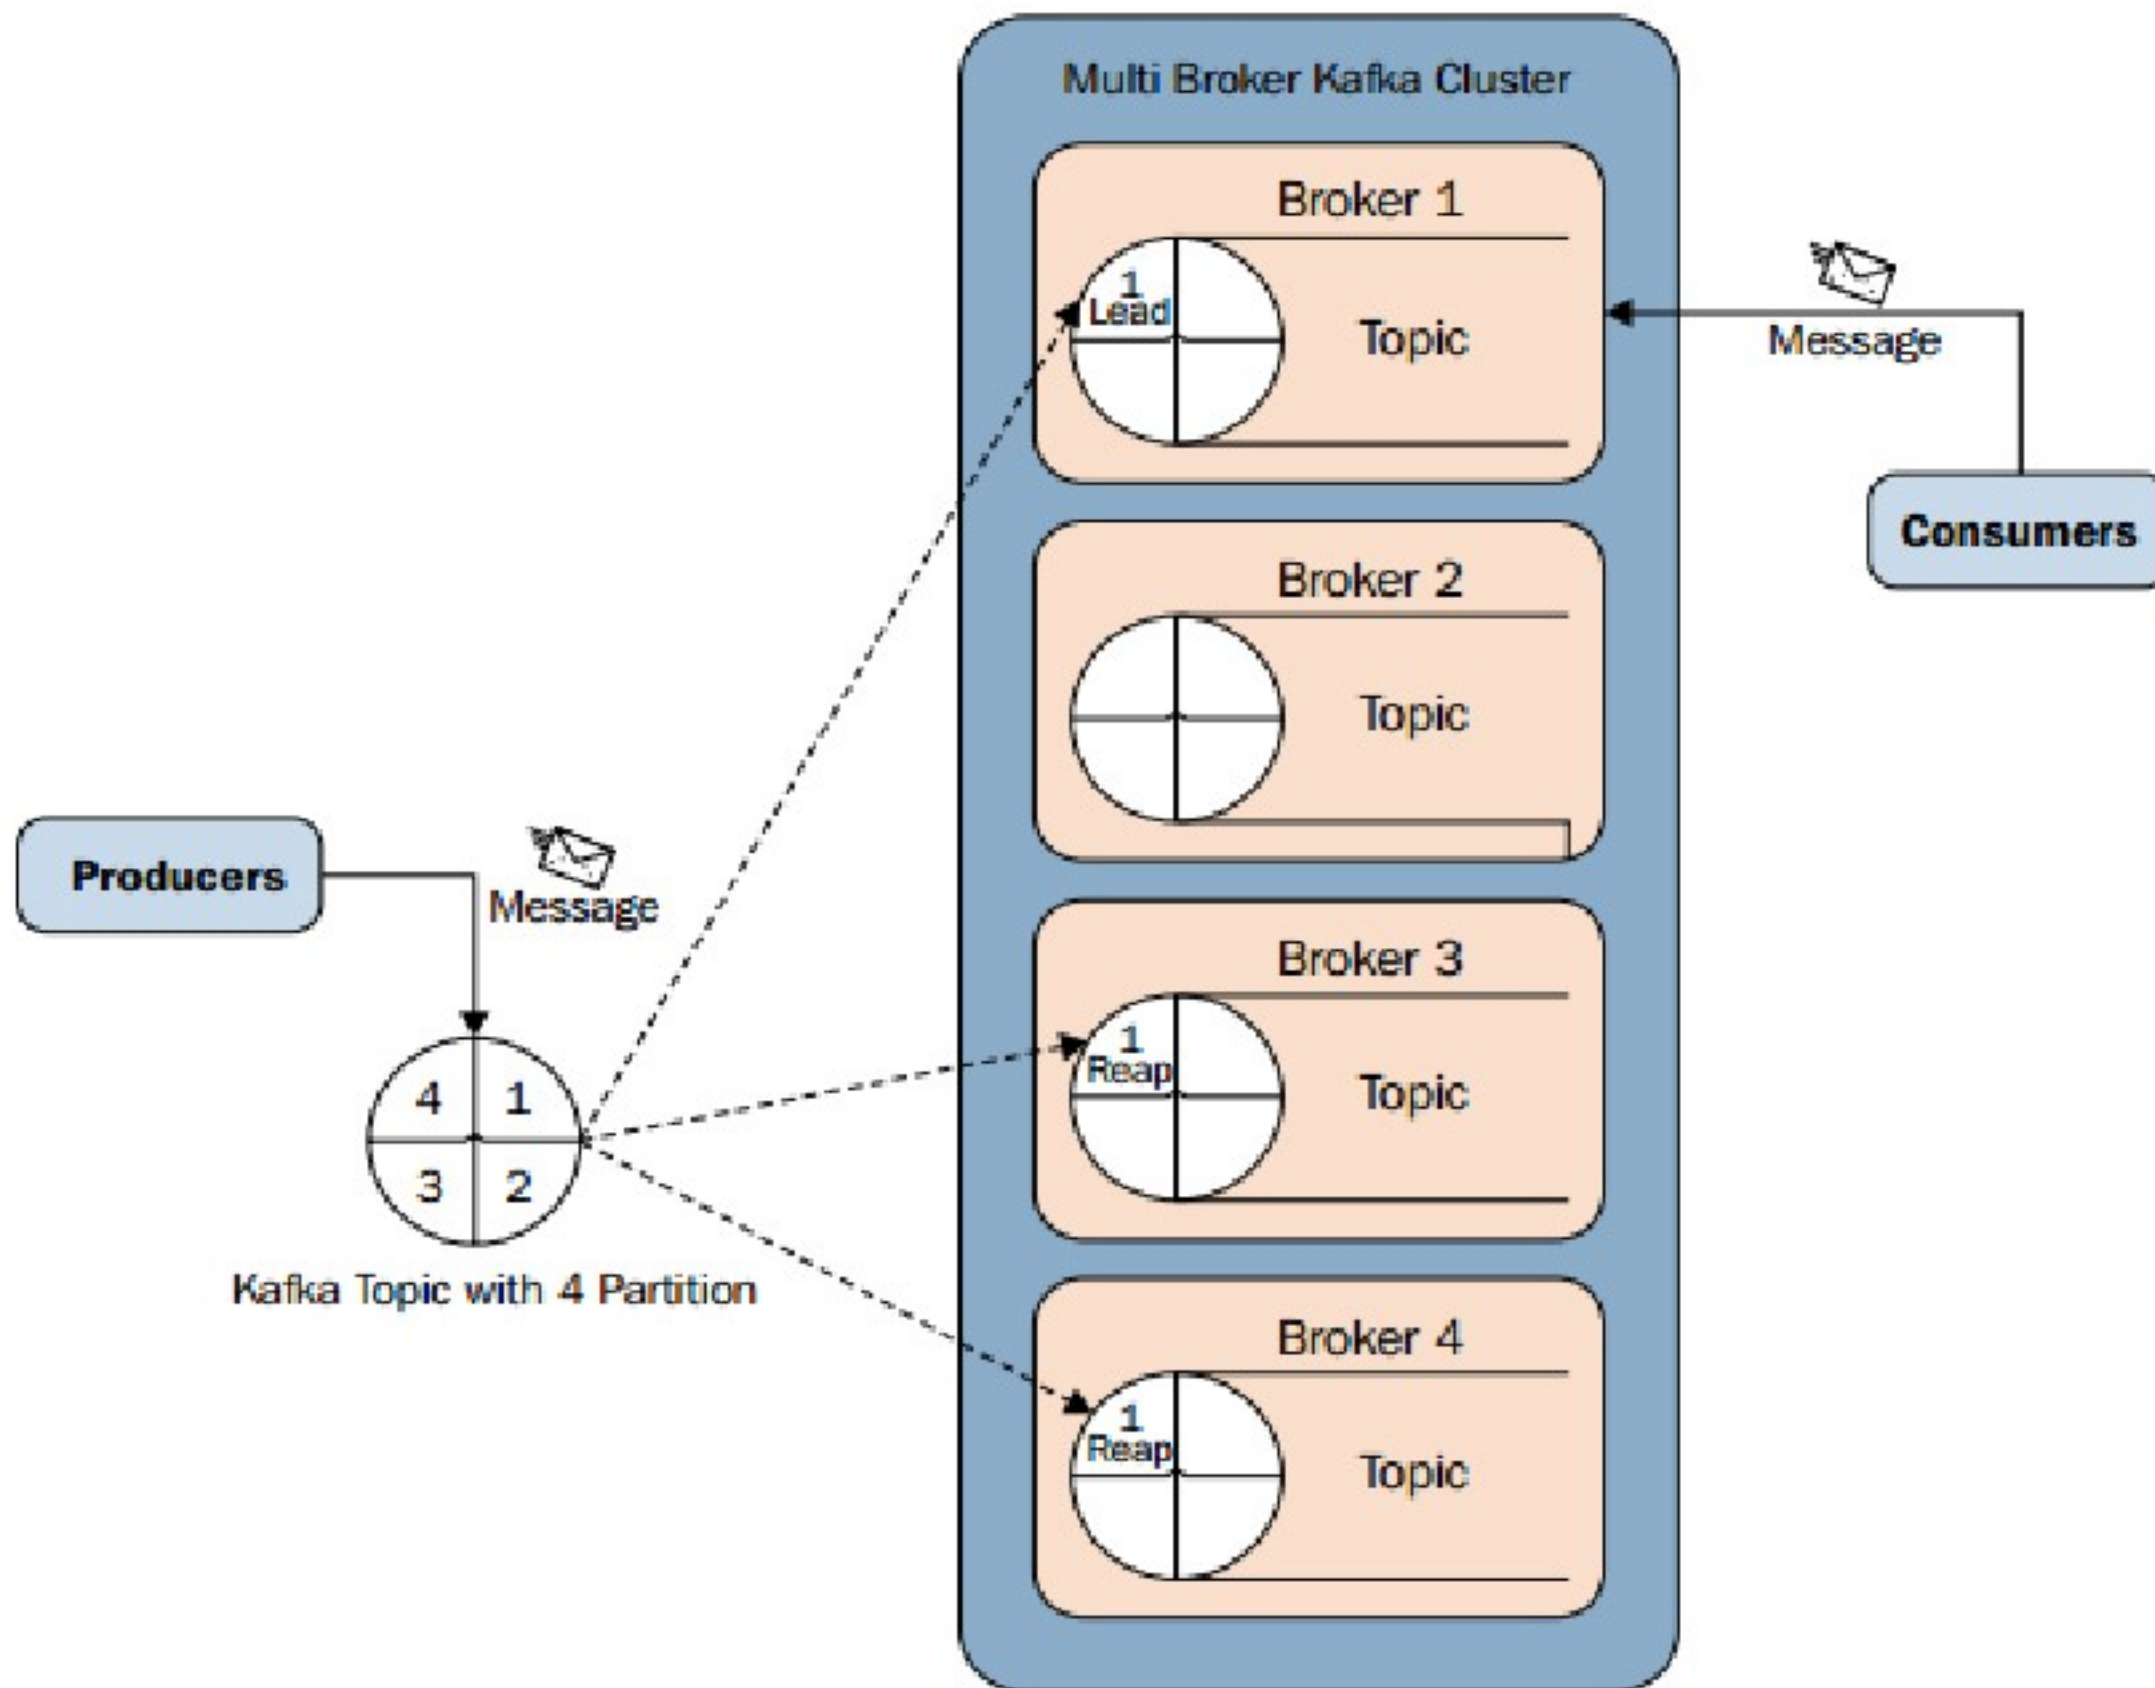 Multi Broker Kafka Cluster
Broker 1
1
Lead
Topic
Message
Consumers
Broker 2
Topic
Producers
Message
Broker 3
1
Reap
Topic
4 1
3 2
Kafka Topic with 4 Partition
Broker 4
1
Reap
Topic